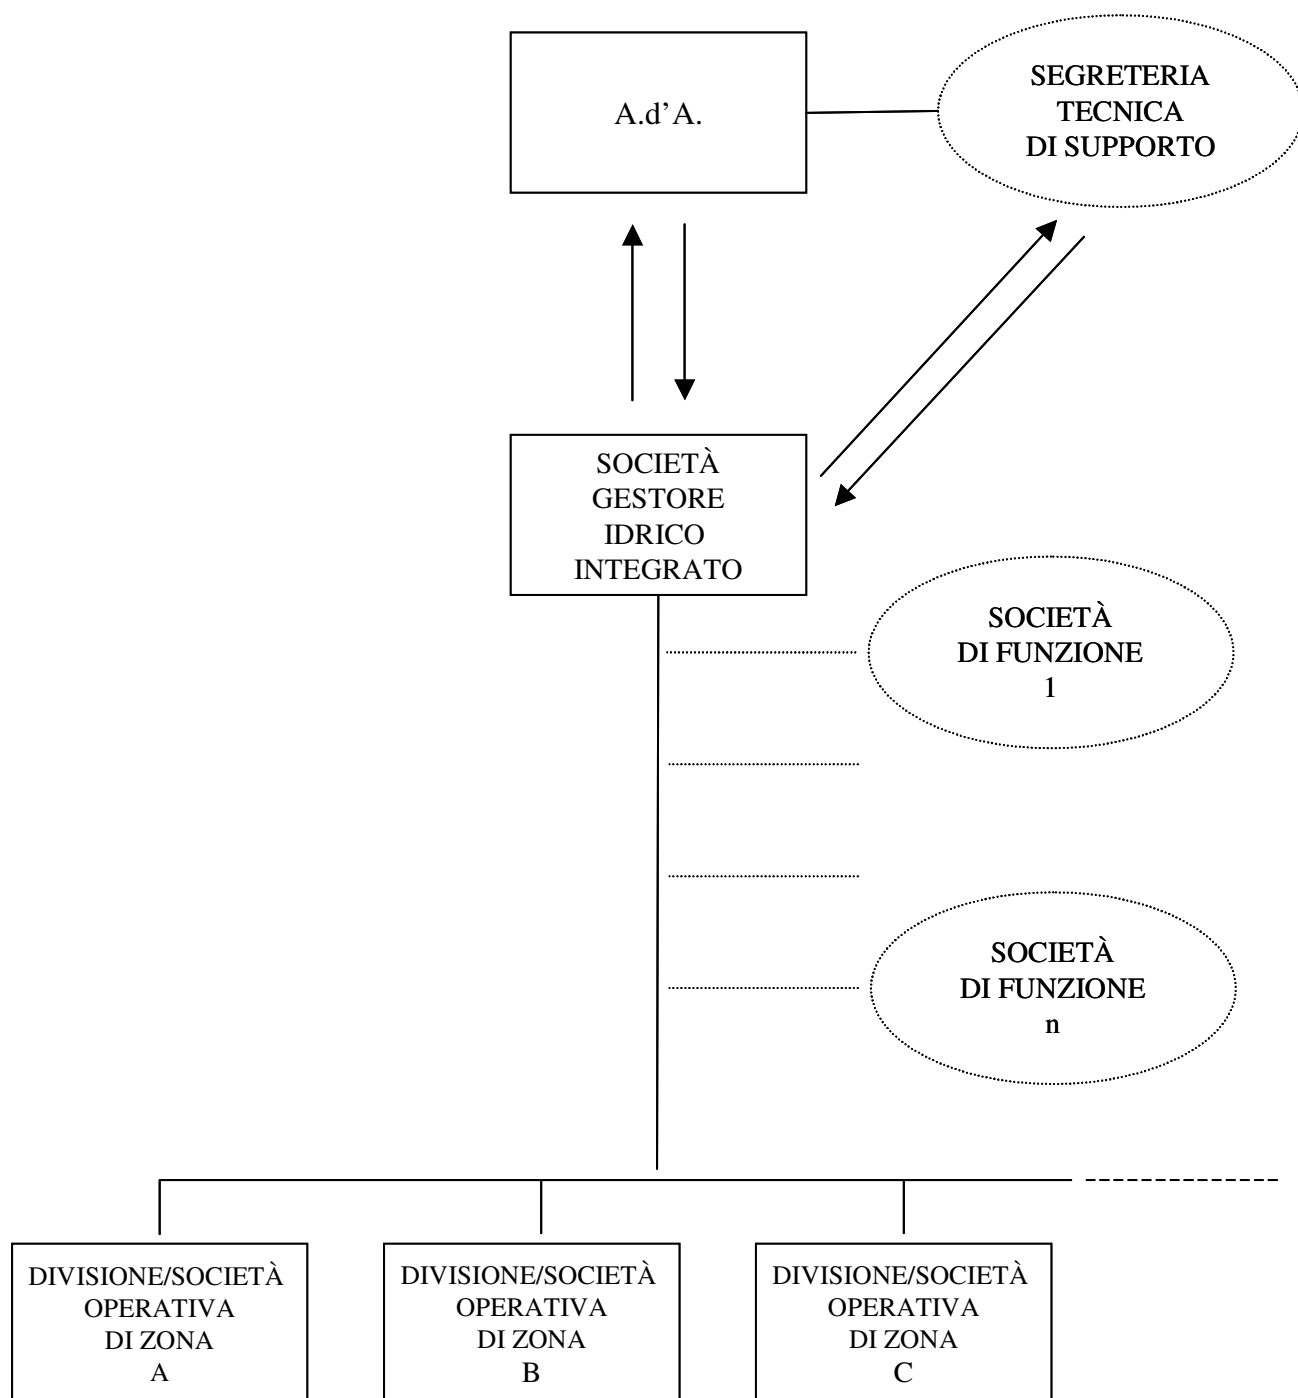 A.d'A.
SEGRETERIA
TECNICA
DI SUPPORTO
SOCIETÀ
GESTORE
IDRICO
INTEGRATO
SOCIETÀ
DI FUNZIONE
1
SOCIETÀ
DI FUNZIONE
n
DIVISIONE/SOCIETÀ
OPERATIVA
DI ZONA
A
DIVISIONE/SOCIETÀ
OPERATIVA
DI ZONA
B
DIVISIONE/SOCIETÀ
OPERATIVA
DI ZONA
C